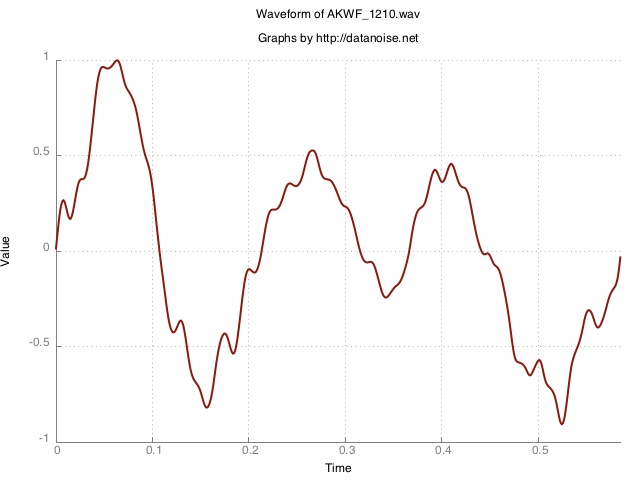 Waveform of AKWF_1210.wav
Graphs by http://datanoise.net
1
0.5
0
-0.5
-1
Value
0 0.1 0.2 0.3 0.4 0.5
Time